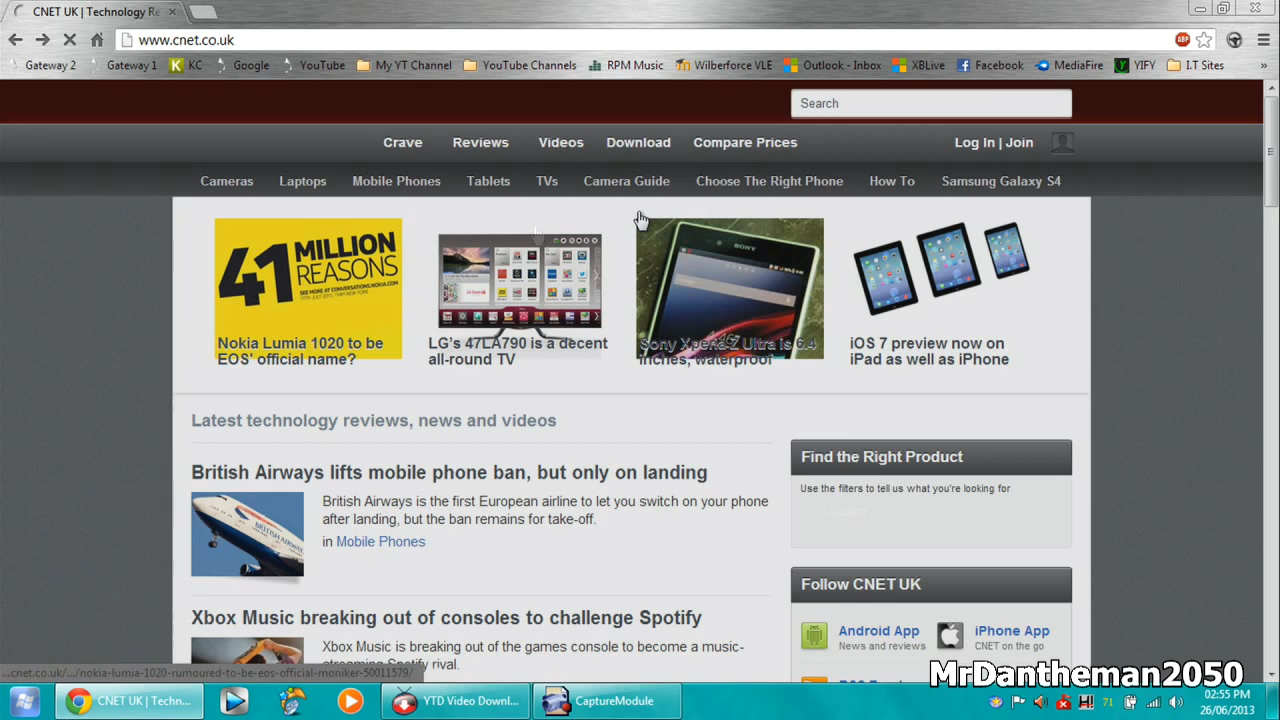 CNET UK | Technology Re
www.cnet.co.uk
ABP
Gateway 2 Gateway 1 K KC Google YouTube My YT Channel YouTube Channels RPM Music Wilberforce VLE Outlook - Inbox XBLive Facebook MediaFire Y YIFY I.T Sites »
Search
Crave Reviews Videos Download Compare Prices Log In | Join
Cameras Laptops Mobile Phones Tablets TVs Camera Guide Choose The Right Phone How To Samsung Galaxy S4
41 MILLION
REASONS
SEE MORE AT CONVERSATIONS.NOKIA.COM
SONY
Nokia Lumia 1020 to be
EOS' official name?
LG's 47LA790 is a decent
all-round TV
Sony Xperia Z Ultra is 6.4
inches, waterproof
iOS 7 preview now on
iPad as well as iPhone
Latest technology reviews, news and videos
British Airways lifts mobile phone ban, but only on landing
BRITISH AIRWAYS
British Airways is the first European airline to let you switch on your phone
after landing, but the ban remains for take-off.
in Mobile Phones
Find the Right Product
Use the filters to tell us what you're looking for
Follow CNET UK
Android App
News and reviews
iPhone App
CNET on the go
Xbox Music breaking out of consoles to challenge Spotify
Xbox Music is breaking out of the games console to become a music-
streaming Spotify rival.
...cnet.co.uk/.../nokia-lumia-1020-rumoured-to-be-eos-official-moniker-50011579/
MrDantheman2050
CNET UK | Techn...
YTD Video Downl...
CaptureModule
71
02:55 PM
26/06/2013